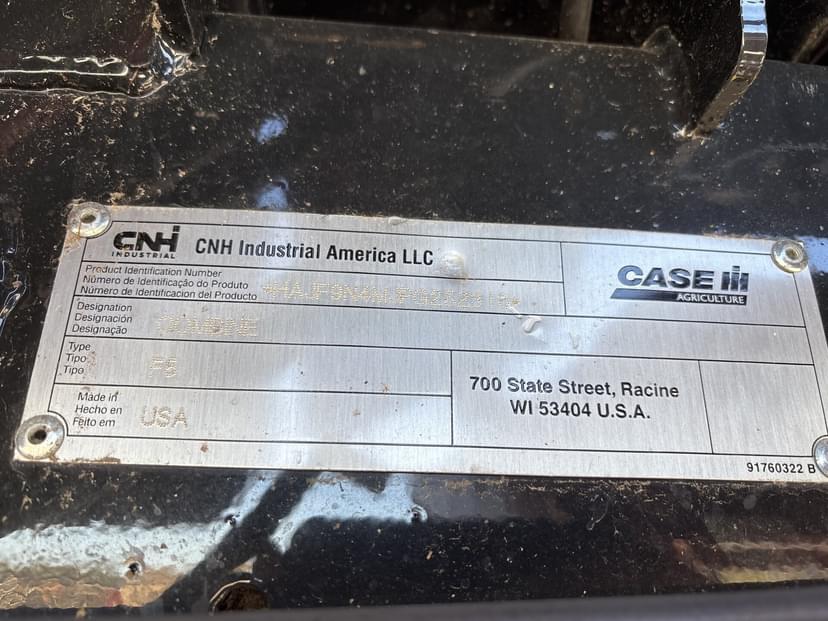 CNH
INDUSTRIAL
CNH Industrial America LLC
Product Identification Number
Número de Identificação do Produto
Número de identificacion del Producto
CASE IH
AGRICULTURE
Designation
Designación
Designação
COMBINE
Type
Tipo
Tipo
Made in
Hecho en
Feito em
USA
700 State Street, Racine
WI 53404 U.S.A.
91760322 B